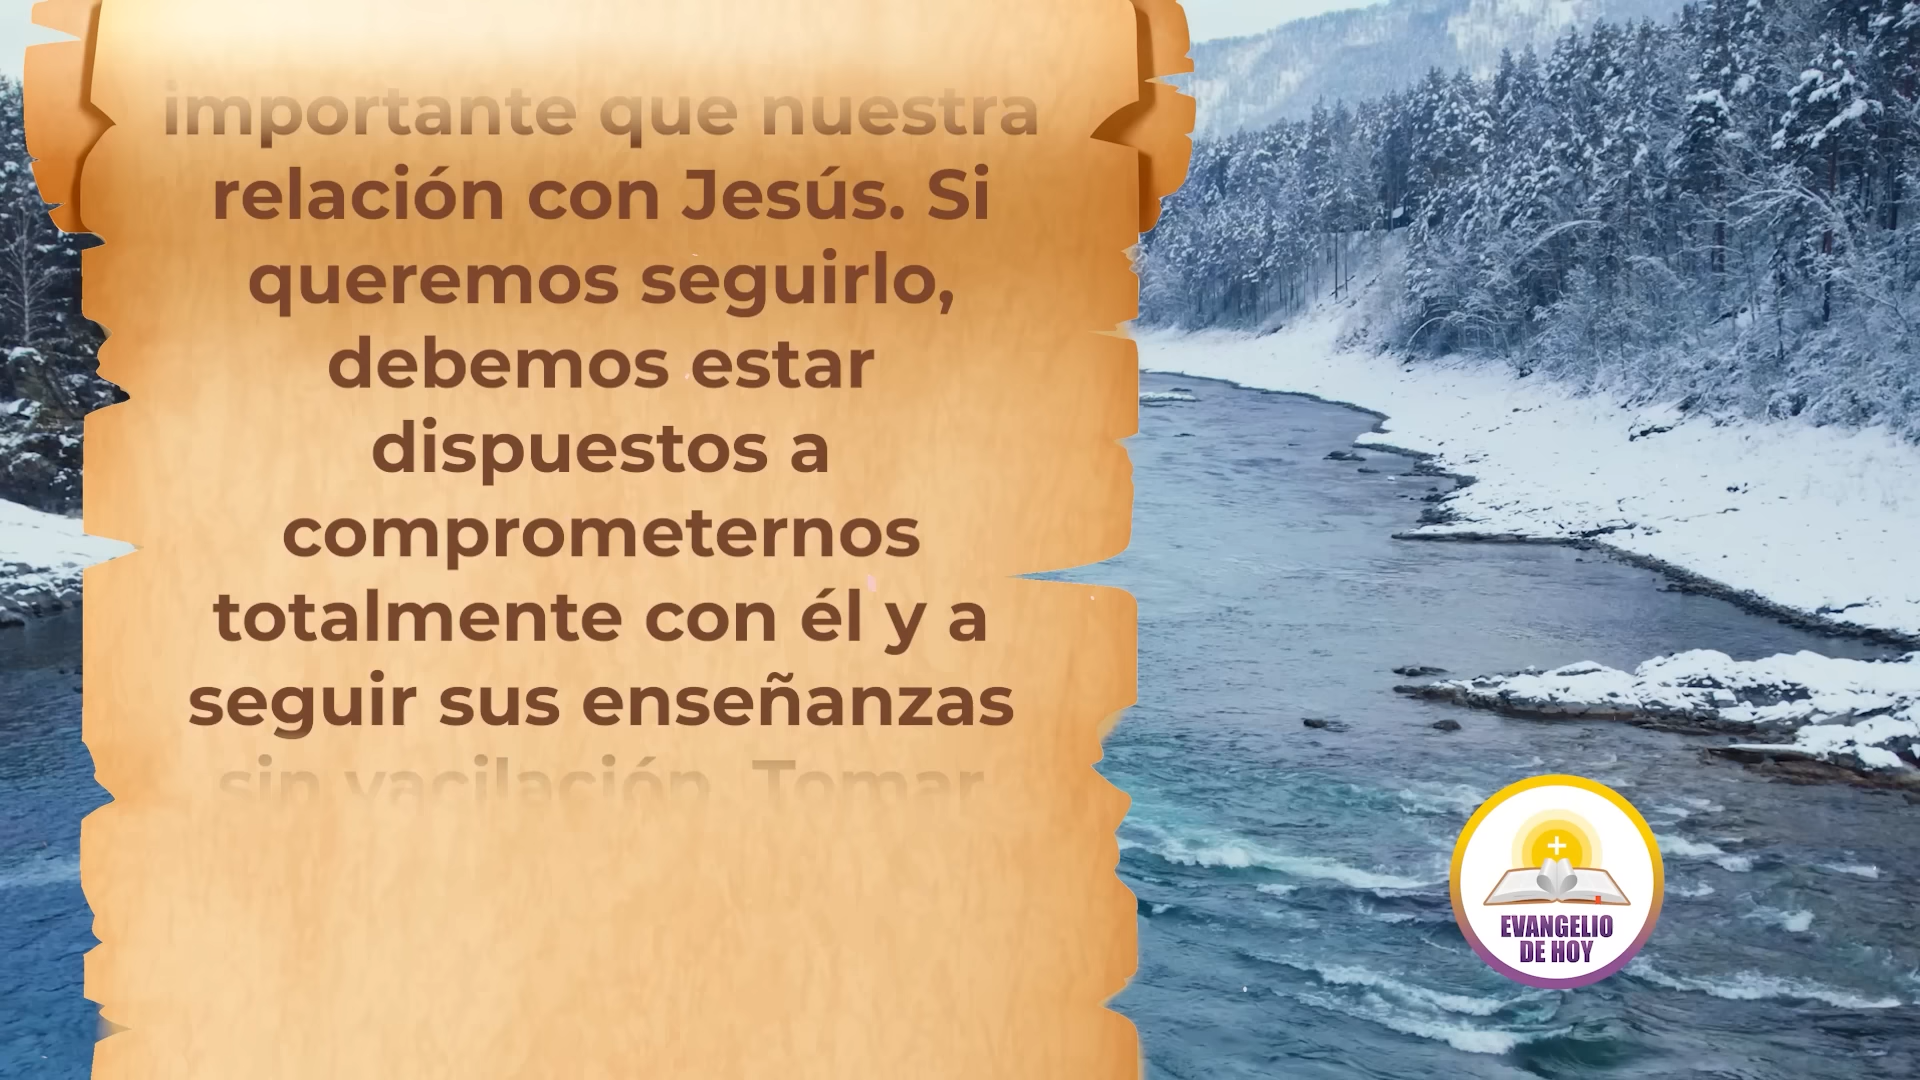 importante que nuestra
relación con Jesús. Si
queremos seguirlo,
debemos estar
dispuestos a
comprometernos
totalmente con él y a
seguir sus enseñanzas
sin vacilación. Tomar
EVANGELIO
DE HOY